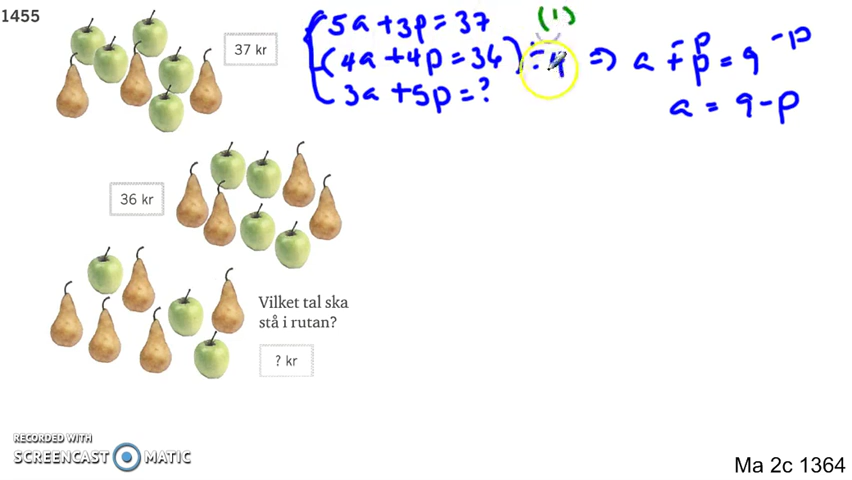 1455
37 kr
36 kr
Vilket tal ska
stå i rutan?
? kr
{5a + 3p = 37
(4a + 4p = 36) ÷ 4 => a + p = 9
3a + 5p = ?
(1)
-p -p
a = 9 - p
RECORDED WITH
SCREENCAST MATIC
Ma 2c 1364